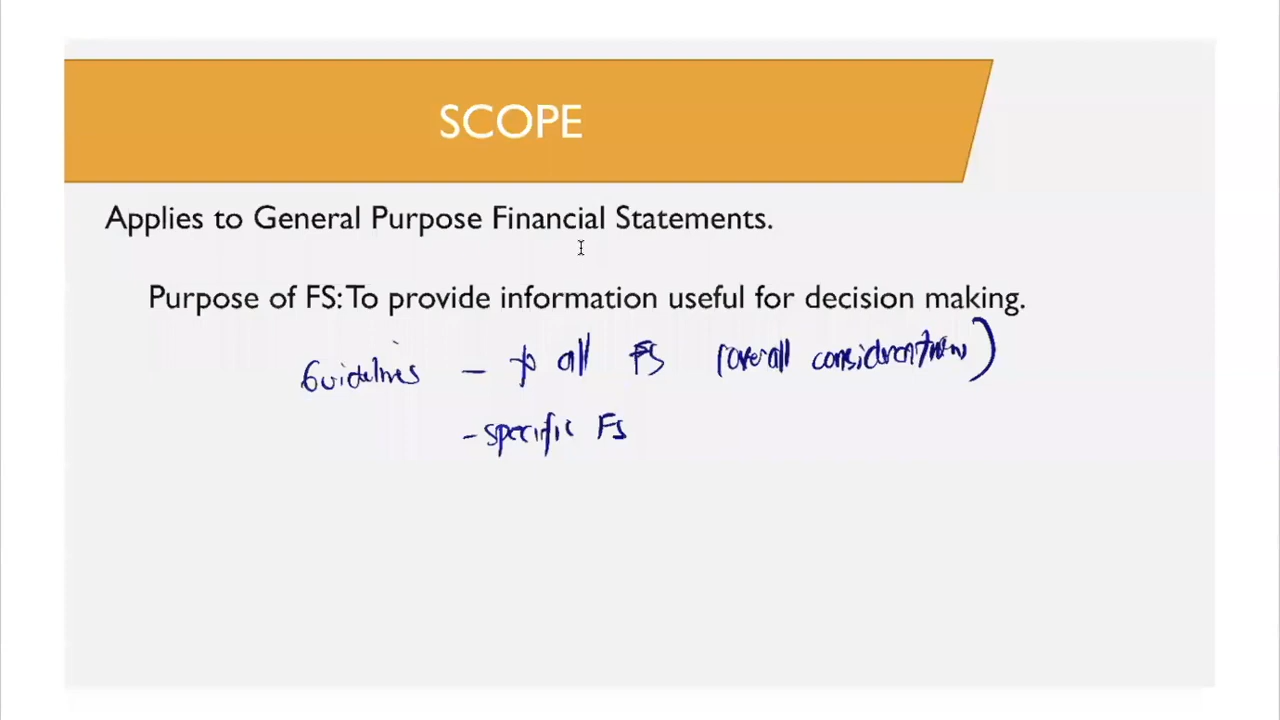 SCOPE
Applies to General Purpose Financial Statements.
Purpose of FS: To provide information useful for decision making.
Guidelines - to all FS (overall considerations)
- specific FS